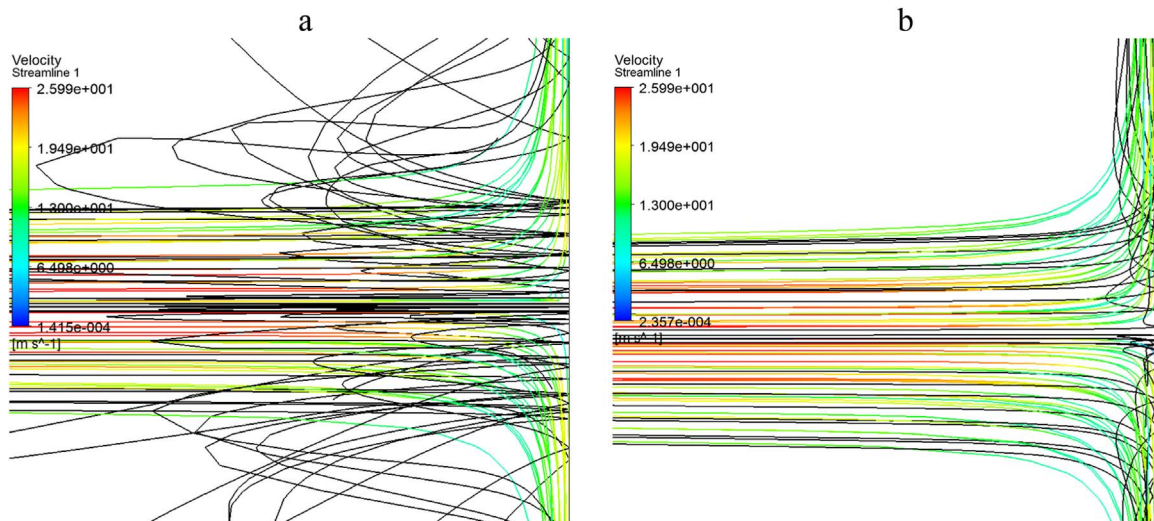 a
b
Velocity
Streamline 1
2.599e+001
1.949e+001
1.300e+001
6.498e+000
1.415e-004
[m s^-1]
Velocity
Streamline 1
2.599e+001
1.949e+001
1.300e+001
6.498e+000
2.357e-004
[m s^-1]